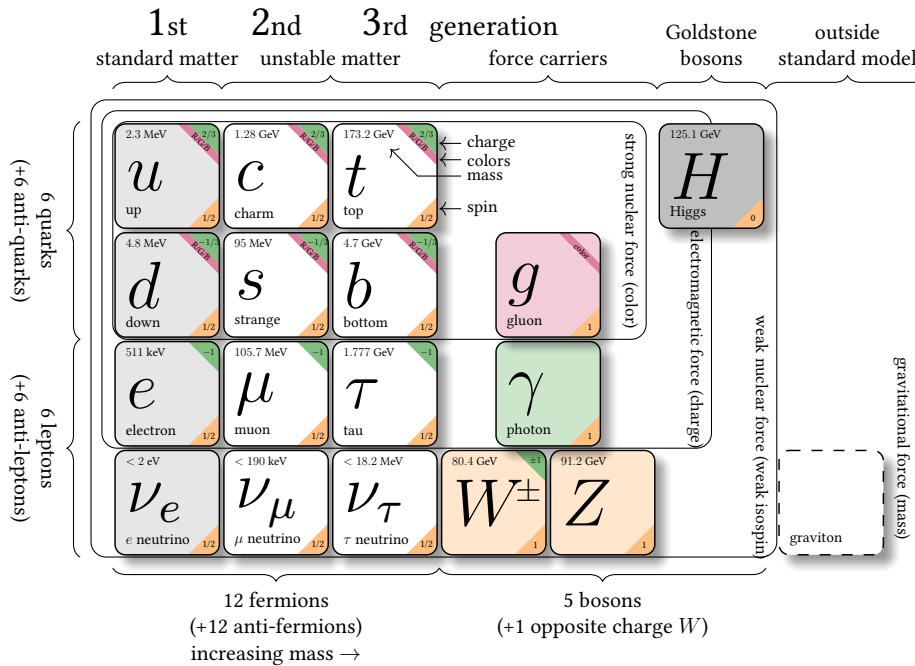 1st 2nd 3rd generation
Goldstone bosons
outside standard model
standard matter
unstable matter
force carriers
6 quarks
(+6 anti-quarks)
6 leptons
(+6 anti-leptons)
2.3 MeV
2/3
R/G/B
u
up
1/2
1.28 GeV
2/3
R/G/B
c
charm
1/2
173.2 GeV
2/3
R/G/B
t
top
1/2
charge
colors
mass
spin
strong nuclear force (color)
125.1 GeV
H
Higgs
0
4.8 MeV
−1/3
R/G/B
d
down
1/2
95 MeV
−1/3
R/G/B
s
strange
1/2
4.7 GeV
−1/3
R/G/B
b
bottom
1/2
color
g
gluon
1
electromagnetic force (charge)
511 keV
−1
e
electron
1/2
105.7 MeV
−1
μ
muon
1/2
1.777 GeV
−1
τ
tau
1/2
γ
photon
1
weak nuclear force (weak isospin)
gravitational force (mass)
< 2 eV
νe
e neutrino
1/2
< 190 keV
νμ
μ neutrino
1/2
< 18.2 MeV
ντ
τ neutrino
1/2
80.4 GeV
±1
W±
1
91.2 GeV
Z
1
graviton
12 fermions
(+12 anti-fermions)
increasing mass →
5 bosons
(+1 opposite charge W)